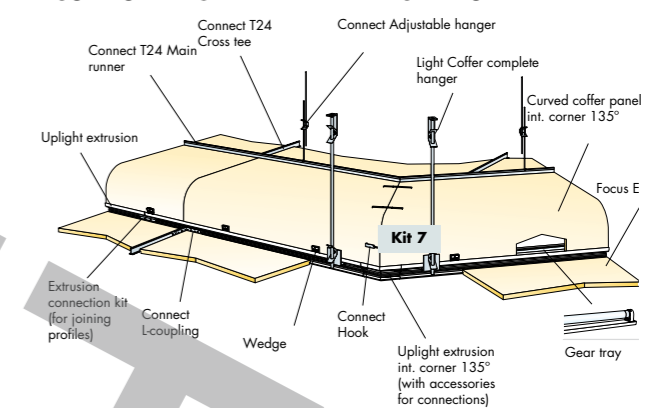 Connect T24
Cross tee
Connect Adjustable hanger
Connect T24 Main
runner
Light Coffer complete
hanger
Curved coffer panel
int. corner 135°
Uplight extrusion
Focus E
Kit 7
Extrusion
connection kit
(for joining
profiles)
Connect
L-coupling
Wedge
Connect
Hook
Uplight extrusion
int. corner 135°
(with accessories
for connections)
Gear tray